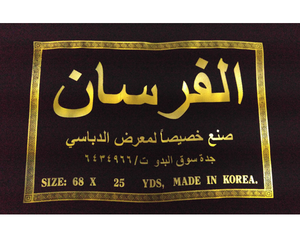 الفرسان
صنع خصيصاً لمعرض الدباسي
جدة سوق البدو ت/ ٦٤٣٤٩٦٦
SIZE: 68 X 25 YDS, MADE IN KOREA.